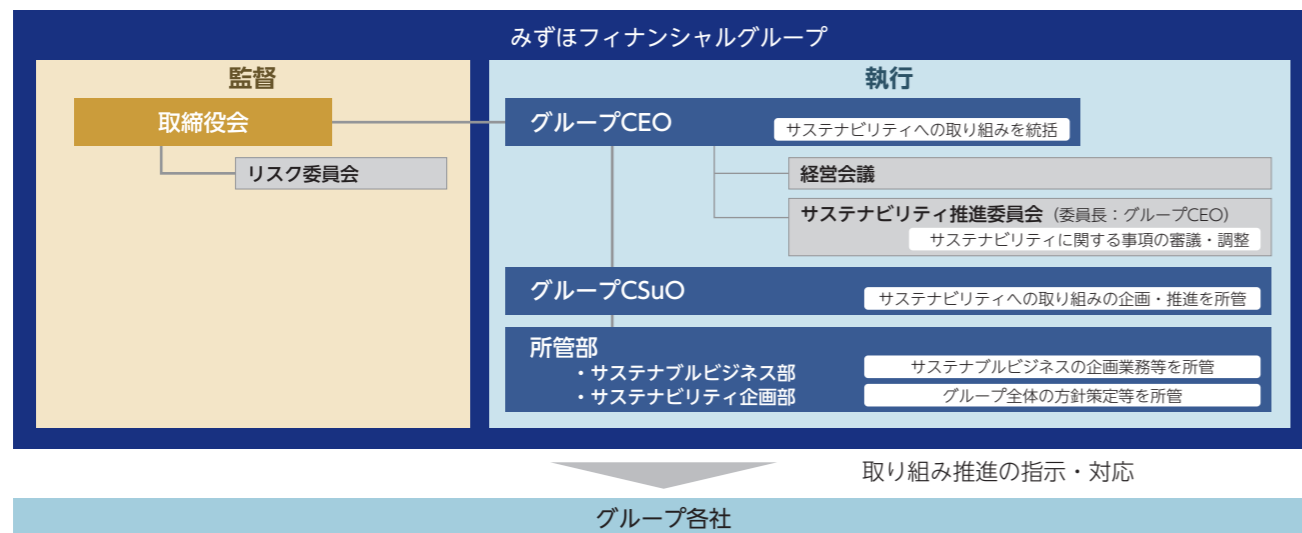 みずほフィナンシャルグループ
監督
取締役会
リスク委員会
執行
グループCEO
サステナビリティへの取り組みを統括
経営会議
サステナビリティ推進委員会（委員長：グループCEO）
サステナビリティに関する事項の審議・調整
グループCSuO
サステナビリティへの取り組みの企画・推進を所管
所管部
・サステナブルビジネス部
サステナブルビジネスの企画業務等を所管
・サステナビリティ企画部
グループ全体の方針策定等を所管
取り組み推進の指示・対応
グループ各社